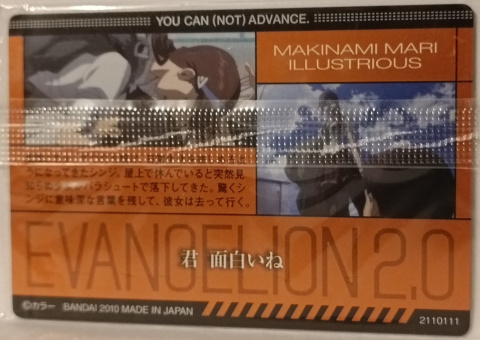 YOU CAN (NOT) ADVANCE.
MAKINAMI MARI
ILLUSTRIOUS
うになってきたシンジ。屋上で休んでいると突然見
パラシュートで落下してきた。驚くシ
ンジに意味深な言葉を残して、彼女は去って行く。
EVANGELION 2.0
君 面白いね
©カラー BANDAI 2010 MADE IN JAPAN
2110111